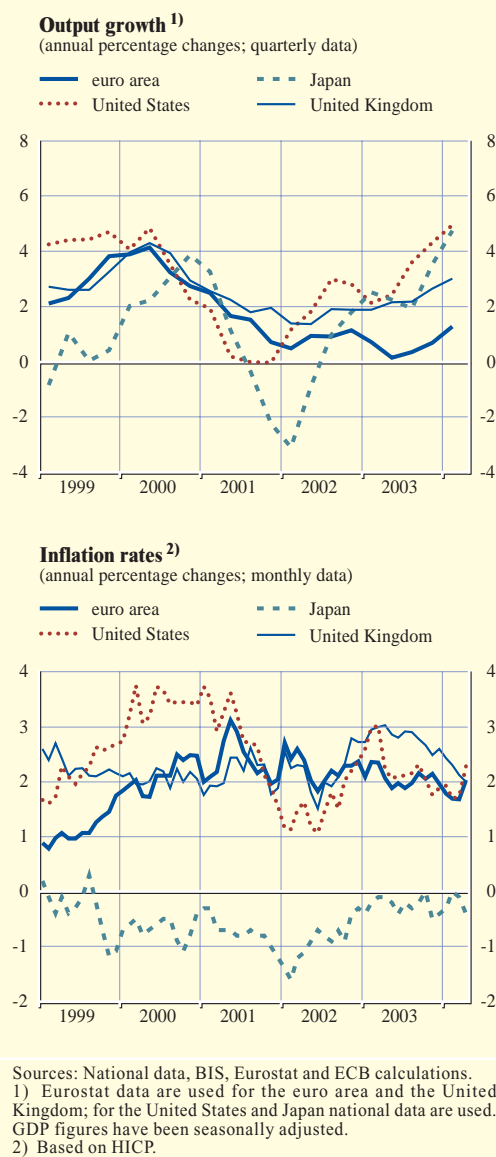 Output growth 1)
(annual percentage changes; quarterly data)
euro area Japan
United States United Kingdom
8 8
6 6
4 4
2 2
0 0
-2 -2
-4 -4
1999 2000 2001 2002 2003
Inflation rates 2)
(annual percentage changes; monthly data)
euro area Japan
United States United Kingdom
4 4
3 3
2 2
1 1
0 0
-1 -1
-2 -2
1999 2000 2001 2002 2003
Sources: National data, BIS, Eurostat and ECB calculations.
1) Eurostat data are used for the euro area and the United
Kingdom; for the United States and Japan national data are used.
GDP figures have been seasonally adjusted.
2) Based on HICP.